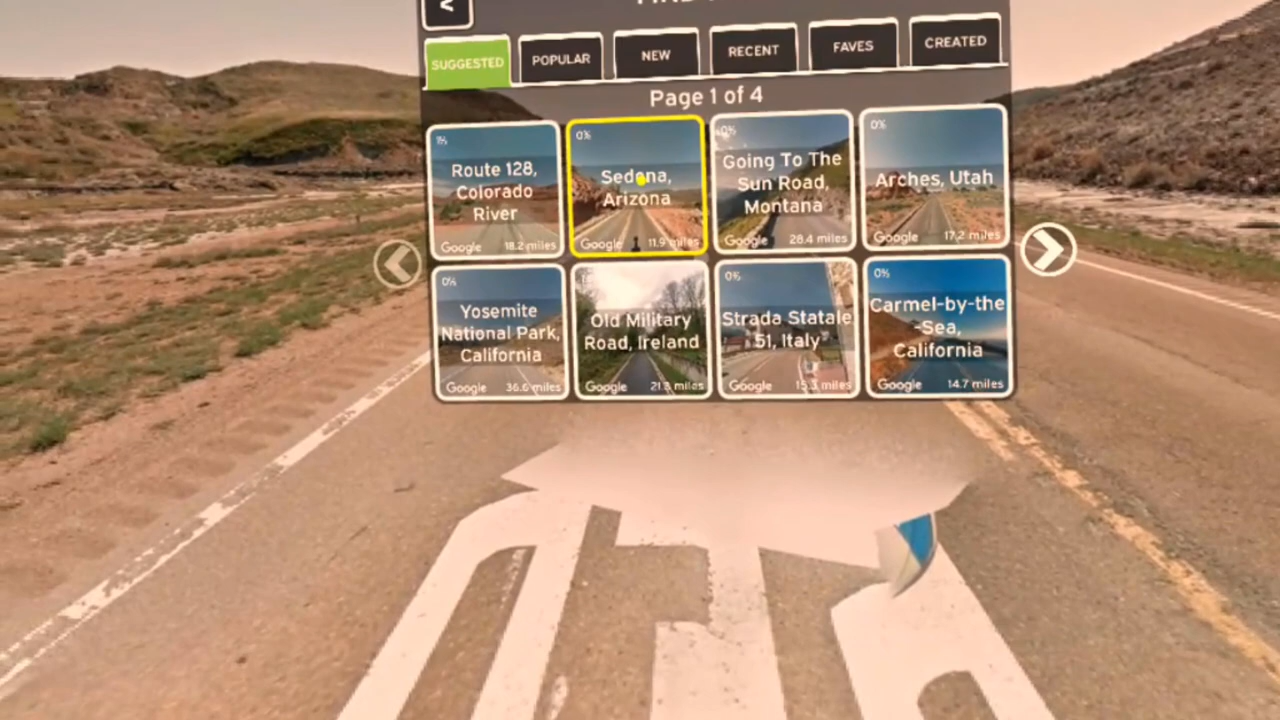 <
SUGGESTED
POPULAR
NEW
RECENT
FAVES
CREATED
Page 1 of 4
1%
Route 128,
Colorado
River
Google 18.2 miles
0%
Sedona,
Arizona
Google 11.9 miles
0%
Going To The
Sun Road,
Montana
Google 28.4 miles
0%
Arches, Utah
Google 17.2 miles
0%
Yosemite
National Park,
California
Google 36.6 miles
Old Military
Road, Ireland
Google 21.3 miles
0%
Strada Statale
51, Italy
Google 15.3 miles
0%
Carmel-by-the
-Sea,
California
Google 14.7 miles